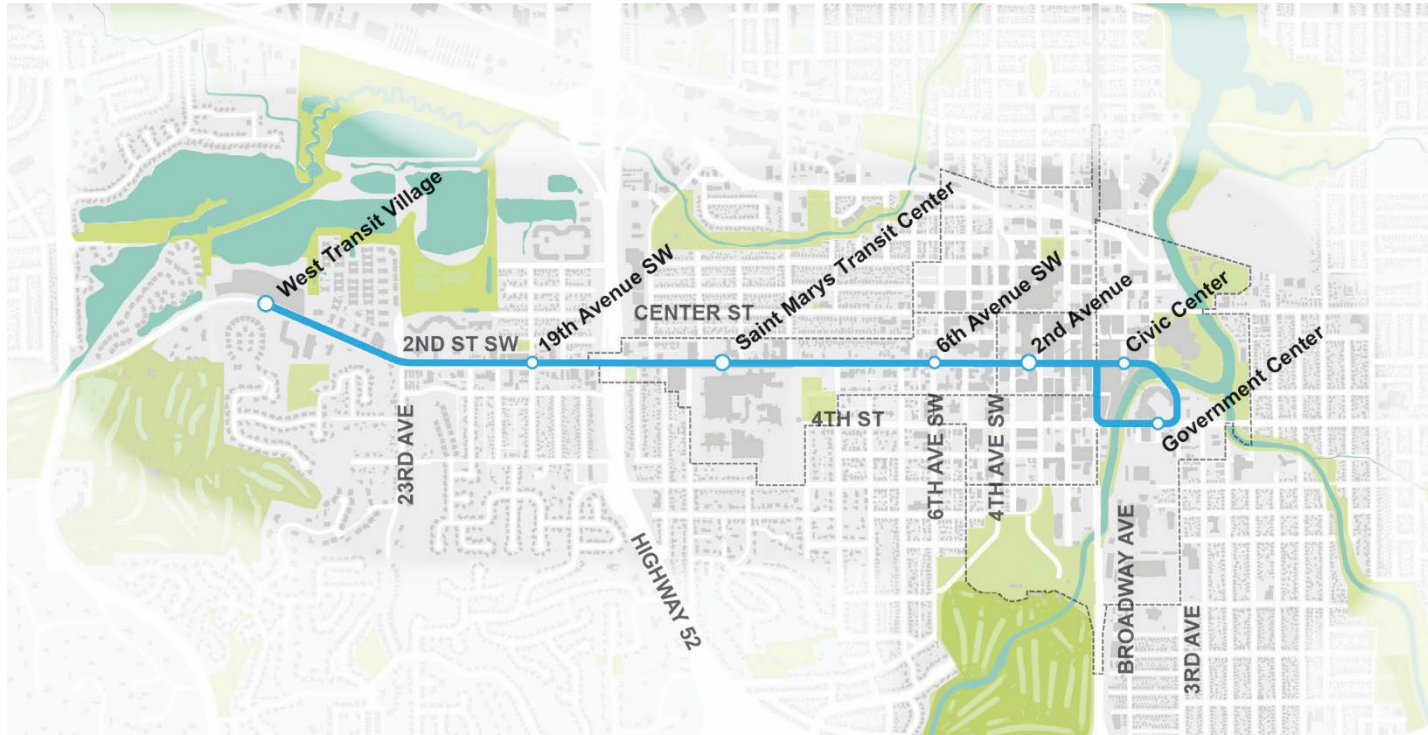 West Transit Village
19th Avenue SW
Saint Marys Transit Center
6th Avenue SW
2nd Avenue
Civic Center
Government Center
CENTER ST
2ND ST SW
4TH ST
23RD AVE
HIGHWAY 52
6TH AVE SW
4TH AVE SW
BROADWAY AVE
3RD AVE